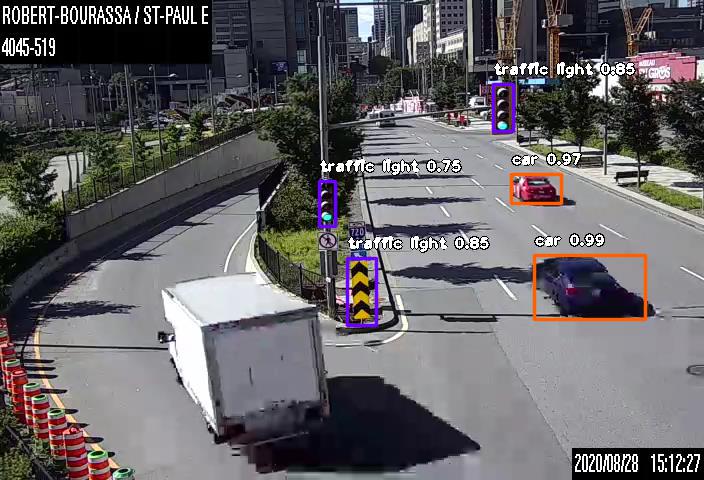 ROBERT-BOURASSA / ST-PAUL E
4045-519
traffic light 0.85
car 0.97
traffic light 0.75
720
traffic light 0.85
car 0.99
2020/08/28 15:12:27